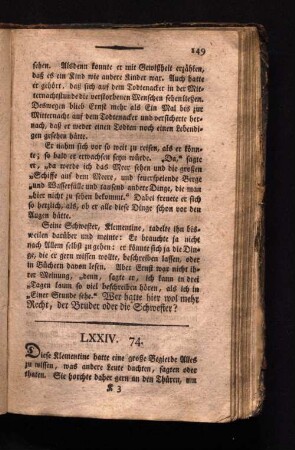 149
sehen. Alsdenn konnte er mit Gewißheit erzählen,
daß es ein Kind wie andere Kinder war. Auch hatte
er gehört, daß sich auf dem Todtenacker in der Mit-
ternachtsstunde die verstorbenen Menschen sehen ließen.
Deswegen blieb Ernst mehr als Ein Mal bis zur
Mitternacht auf dem Todtenacker und versicherte her-
nach, daß er weder einen Todten noch einen Lebendi-
gen gesehen hätte.
Er nahm sich vor so weit zu reisen, als er könn-
te; so bald er erwachsen seyn würde. „Da,“ sagte
er, „da werde ich das Meer sehen und die großen
„Schiffe auf dem Meere, und feuerspeiende Berge
„und Wasserfälle und tausend andre Dinge, die man
„hier nicht zu sehen bekommt.“ Dabei freuete er sich
so herzlich, als ob er alle diese Dinge schon vor den
Augen hätte.
Seine Schwester, Klementine, tadelte ihn bis-
weilen darüber und meinte: Er brauchte ja nicht
nach Allem selbst zu gehen: er könnte sich ja die Din-
ge, die er gern wissen wollte, beschreiben lassen, oder
in Büchern davon lesen. Aber Ernst war nicht ih-
rer Meinung, „denn, sagte er, ich kann in drei
„Tagen kaum so viel beschreiben hören, als ich in
„Einer Stunde sehe.“ Wer hatte hier wol mehr
Recht, der Bruder oder die Schwester?
LXXIV. 74.
Diese Klementine hatte eine große Begierde Alles
zu wissen, was andere Leute dachten, sagten oder
thaten. Sie horchte daher gern an den Thüren, um
K 3